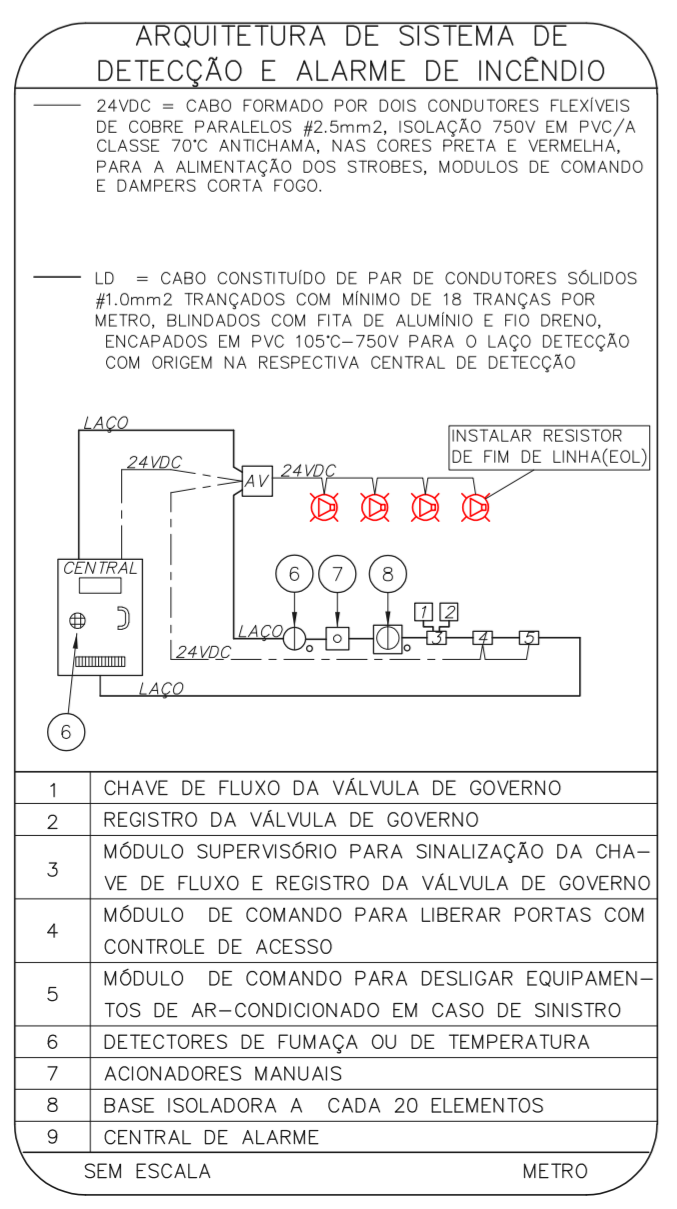 ARQUITETURA DE SISTEMA DE
DETECÇÃO E ALARME DE INCÊNDIO
24VDC = CABO FORMADO POR DOIS CONDUTORES FLEXÍVEIS
DE COBRE PARALELOS #2.5mm2, ISOLAÇÃO 750V EM PVC/A
CLASSE 70°C ANTICHAMA, NAS CORES PRETA E VERMELHA,
PARA A ALIMENTAÇÃO DOS STROBES, MODULOS DE COMANDO
E DAMPERS CORTA FOGO.
LD = CABO CONSTITUÍDO DE PAR DE CONDUTORES SÓLIDOS
#1.0mm2 TRANÇADOS COM MÍNIMO DE 18 TRANÇAS POR
METRO, BLINDADOS COM FITA DE ALUMÍNIO E FIO DRENO,
ENCAPADOS EM PVC 105°C-750V PARA O LAÇO DETECÇÃO
COM ORIGEM NA RESPECTIVA CENTRAL DE DETECÇÃO
LAÇO
INSTALAR RESISTOR
DE FIM DE LINHA(EOL)
24VDC
AV
24VDC
CENTRAL
6
7
8
1
2
LAÇO
3
4
5
24VDC
LAÇO
6
1 CHAVE DE FLUXO DA VÁLVULA DE GOVERNO
2 REGISTRO DA VÁLVULA DE GOVERNO
3 MÓDULO SUPERVISÓRIO PARA SINALIZAÇÃO DA CHA-
VE DE FLUXO E REGISTRO DA VÁLVULA DE GOVERNO
4 MÓDULO DE COMANDO PARA LIBERAR PORTAS COM
CONTROLE DE ACESSO
5 MÓDULO DE COMANDO PARA DESLIGAR EQUIPAMEN-
TOS DE AR-CONDICIONADO EM CASO DE SINISTRO
6 DETECTORES DE FUMAÇA OU DE TEMPERATURA
7 ACIONADORES MANUAIS
8 BASE ISOLADORA A CADA 20 ELEMENTOS
9 CENTRAL DE ALARME
SEM ESCALA METRO